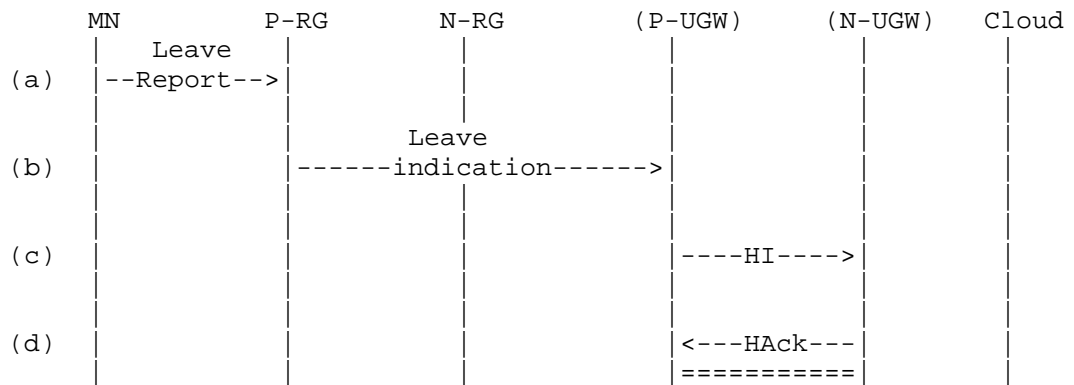 MN P-RG N-RG (P-UGW) (N-UGW) Cloud
Leave
(a) --Report-->
Leave
(b) ------indication------>
(c) ----HI---->
(d) <---HAck---
===========